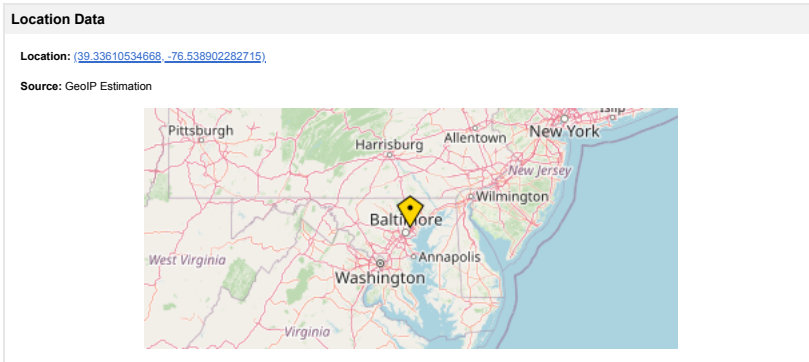 Location Data
Location: (39.33610534668, -76.538902282715)
Source: GeoIP Estimation
Islip
Pittsburgh
New York
Allentown
Harrisburg
New Jersey
Wilmington
Baltimore
West Virginia
Annapolis
Washington
Virginia